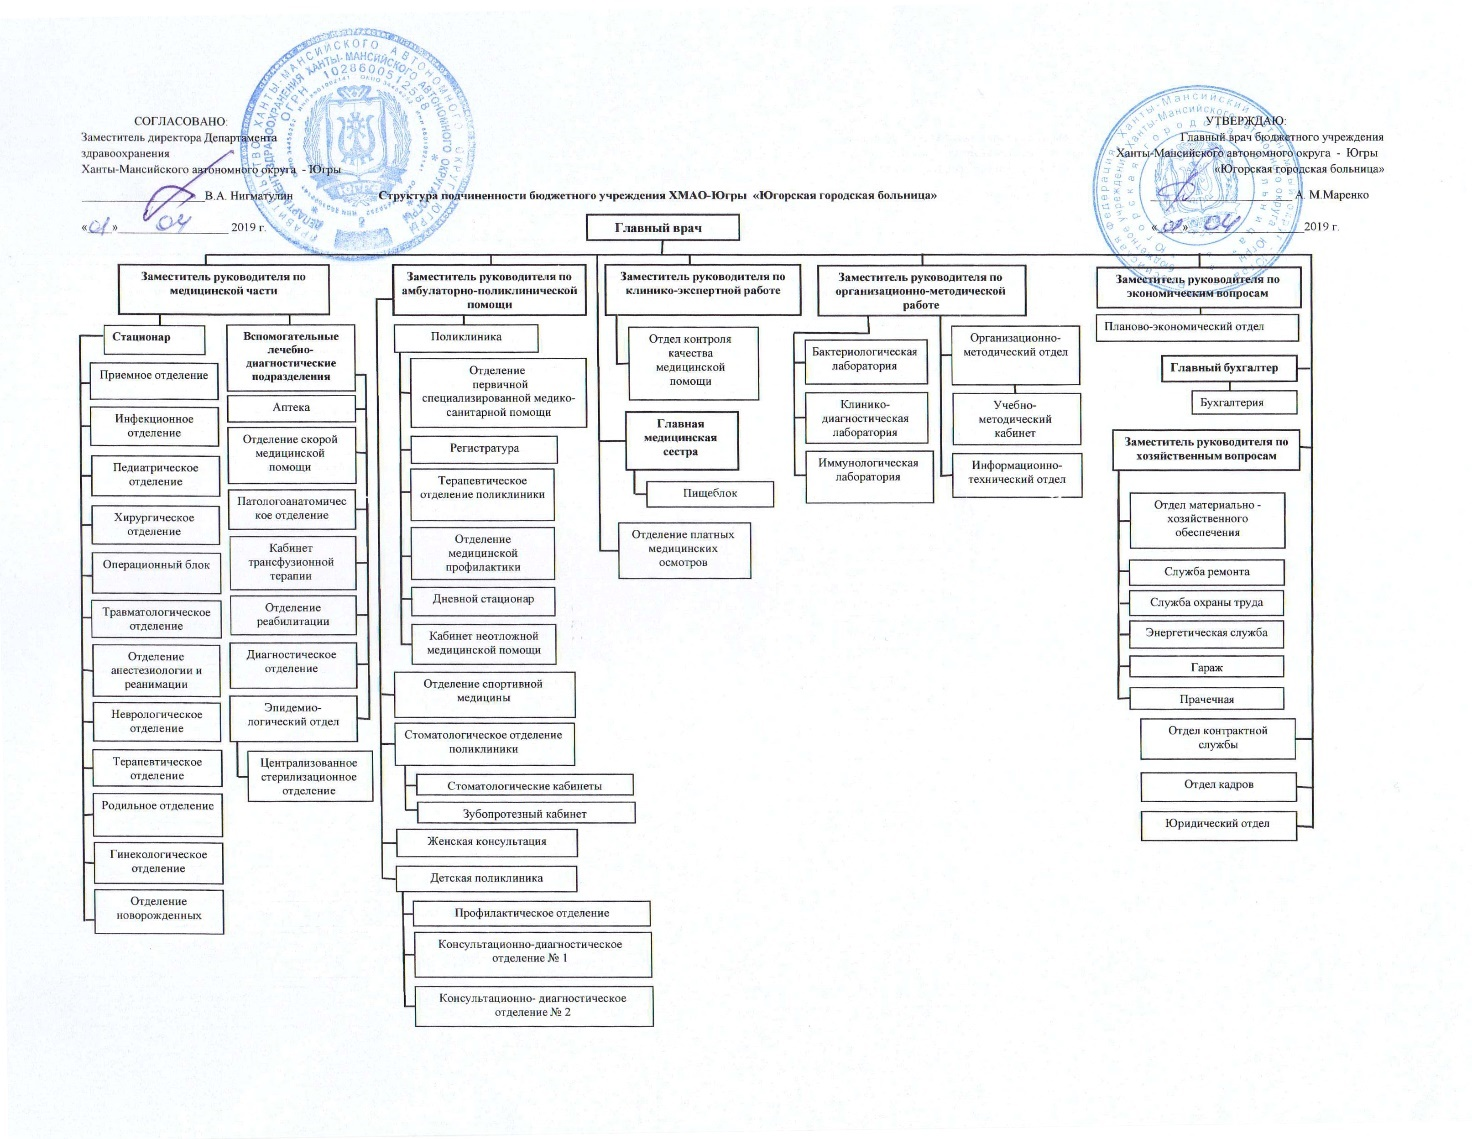 СОГЛАСОВАНО:
Заместитель директора Департамента
здравоохранения
Ханты-Мансийского автономного округа - Югры
В.А. Нигматулин
«01» 04 2019 г.
УТВЕРЖДАЮ:
Главный врач бюджетного учреждения
Ханты-Мансийского автономного округа - Югры
«Югорская городская больница»
А. М.Маренко
«01» 04 2019 г.
Структура подчиненности бюджетного учреждения ХМАО-Югры «Югорская городская больница»
Главный врач
Заместитель руководителя по
медицинской части
Стационар
Приемное отделение
Инфекционное
отделение
Педиатрическое
отделение
Хирургическое
отделение
Операционный блок
Травматологическое
отделение
Отделение
анестезиологии и
реанимации
Неврологическое
отделение
Терапевтическое
отделение
Родильное отделение
Гинекологическое
отделение
Отделение
новорожденных
Вспомогательные
лечебно-
диагностические
подразделения
Аптека
Отделение скорой
медицинской
помощи
Патологоанатомичес
кое отделение
Кабинет
трансфузионной
терапии
Отделение
реабилитации
Диагностическое
отделение
Эпидемио-
логический отдел
Централизованное
стерилизационное
отделение
Заместитель руководителя по
амбулаторно-поликлинической
помощи
Поликлиника
Отделение
первичной
специализированной медико-
санитарной помощи
Регистратура
Терапевтическое
отделение поликлиники
Отделение
медицинской
профилактики
Дневной стационар
Кабинет неотложной
медицинской помощи
Отделение спортивной
медицины
Стоматологическое отделение
поликлиники
Стоматологические кабинеты
Зубопротезный кабинет
Женская консультация
Детская поликлиника
Профилактическое отделение
Консультационно-диагностическое
отделение № 1
Консультационно- диагностическое
отделение № 2
Заместитель руководителя по
клинико-экспертной работе
Отдел контроля
качества
медицинской
помощи
Главная
медицинская
сестра
Пищеблок
Отделение платных
медицинских
осмотров
Заместитель руководителя по
организационно-методической
работе
Бактериологическая
лаборатория
Клинико-
диагностическая
лаборатория
Иммунологическая
лаборатория
Организационно-
методический отдел
Учебно-
методический
кабинет
Информационно-
технический отдел
Заместитель руководителя по
экономическим вопросам
Планово-экономический отдел
Главный бухгалтер
Бухгалтерия
Заместитель руководителя по
хозяйственным вопросам
Отдел материально -
хозяйственного
обеспечения
Служба ремонта
Служба охраны труда
Энергетическая служба
Гараж
Прачечная
Отдел контрактной
службы
Отдел кадров
Юридический отдел